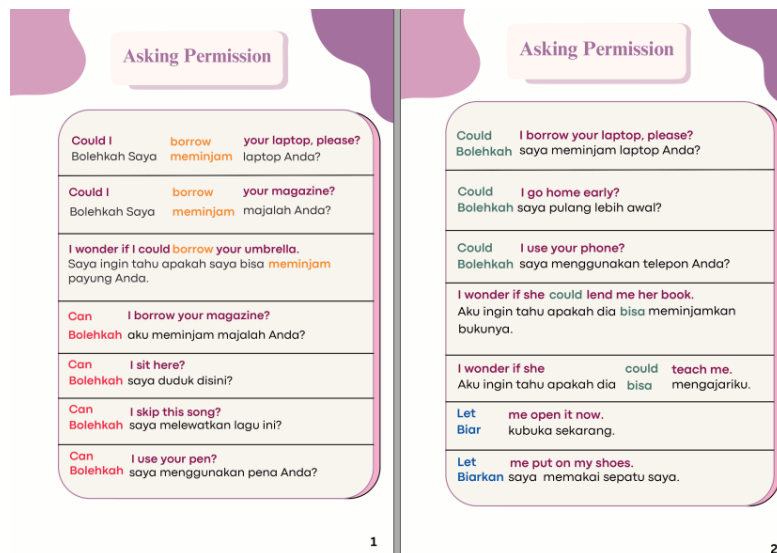 Asking Permission
Could I borrow your laptop, please?
Bolehkah Saya meminjam laptop Anda?
Could I borrow your magazine?
Bolehkah Saya meminjam majalah Anda?
I wonder if I could borrow your umbrella.
Saya ingin tahu apakah saya bisa meminjam
payung Anda.
Can I borrow your magazine?
Bolehkah aku meminjam majalah Anda?
Can I sit here?
Bolehkah saya duduk disini?
Can I skip this song?
Bolehkah saya melewatkan lagu ini?
Can I use your pen?
Bolehkah saya menggunakan pena Anda?
1
Asking Permission
Could I borrow your laptop, please?
Bolehkah saya meminjam laptop Anda?
Could I go home early?
Bolehkah saya pulang lebih awal?
Could I use your phone?
Bolehkah saya menggunakan telepon Anda?
I wonder if she could lend me her book.
Aku ingin tahu apakah dia bisa meminjamkan
bukunya.
I wonder if she could teach me.
Aku ingin tahu apakah dia bisa mengajariku.
Let me open it now.
Biar kubuka sekarang.
Let me put on my shoes.
Biarkan saya memakai sepatu saya.
2